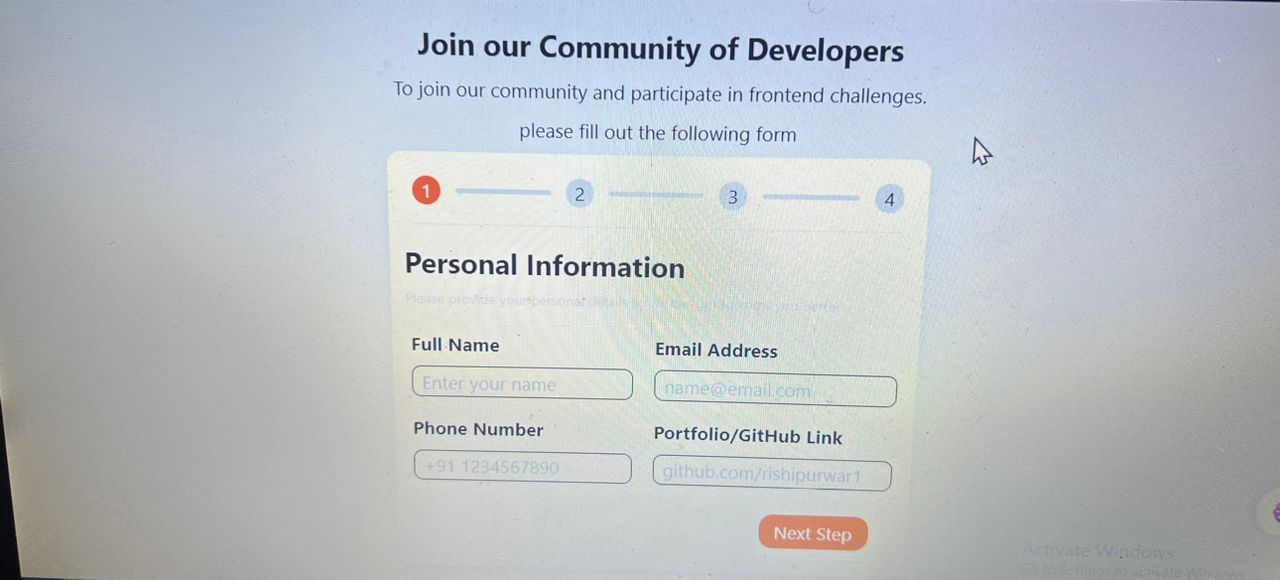 Join our Community of Developers
To join our community and participate in frontend challenges.
please fill out the following form
1 2 3 4
Personal Information
Please provide your personal details
Full Name Email Address
Enter your name name@email.com
Phone Number Portfolio/GitHub Link
+91 1234567890 github.com/rishipurwar1
Next Step
Activate Windows
Go to Settings to activate Windows.